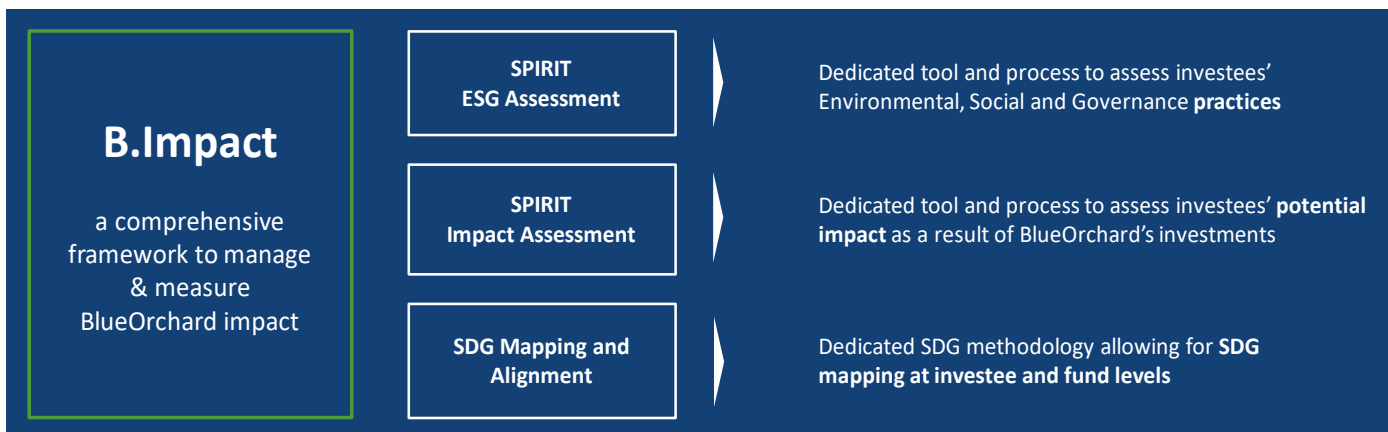 B.Impact
a comprehensive
framework to manage
& measure
BlueOrchard impact
SPIRIT
ESG Assessment
Dedicated tool and process to assess investees’
Environmental, Social and Governance practices
SPIRIT
Impact Assessment
Dedicated tool and process to assess investees’ potential
impact as a result of BlueOrchard’s investments
SDG Mapping and
Alignment
Dedicated SDG methodology allowing for SDG
mapping at investee and fund levels